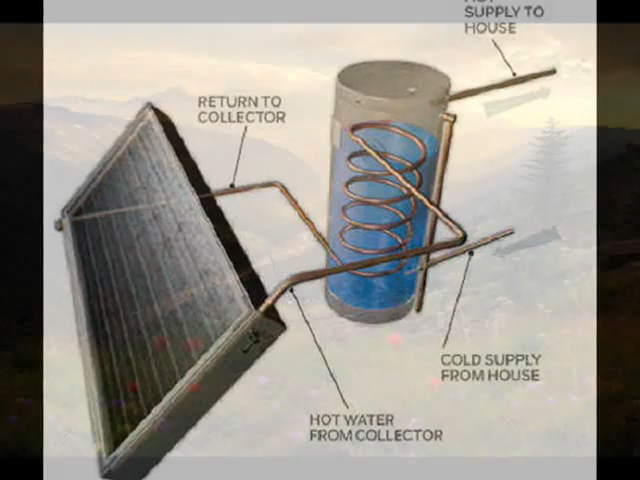 SUPPLY TO
HOUSE
RETURN TO
COLLECTOR
COLD SUPPLY
FROM HOUSE
HOT WATER
FROM COLLECTOR